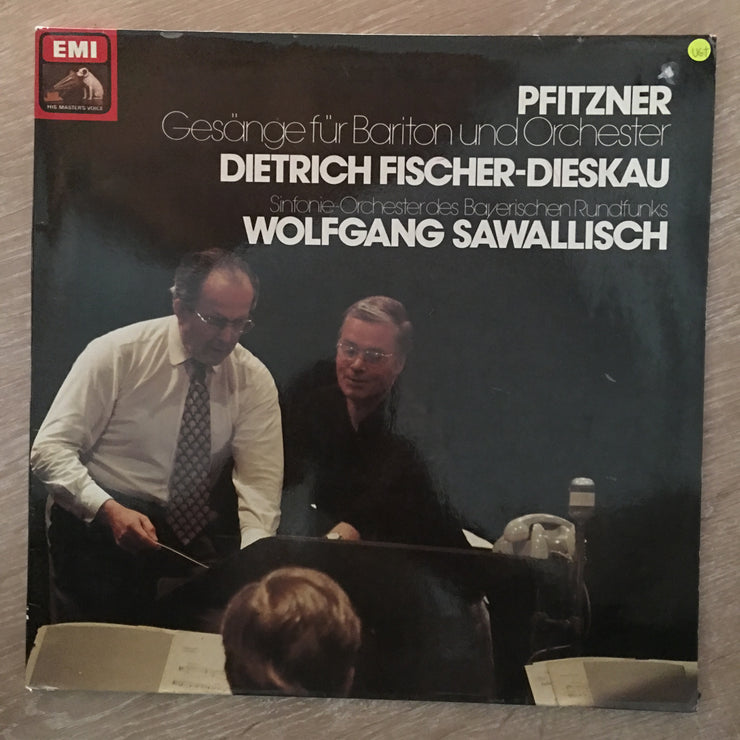 EMI
HIS MASTER'S VOICE
PFITZNER
Gesänge für Bariton und Orchester
DIETRICH FISCHER-DIESKAU
Sinfonie-Orchester des Bayerischen Rundfunks
WOLFGANG SAWALLISCH